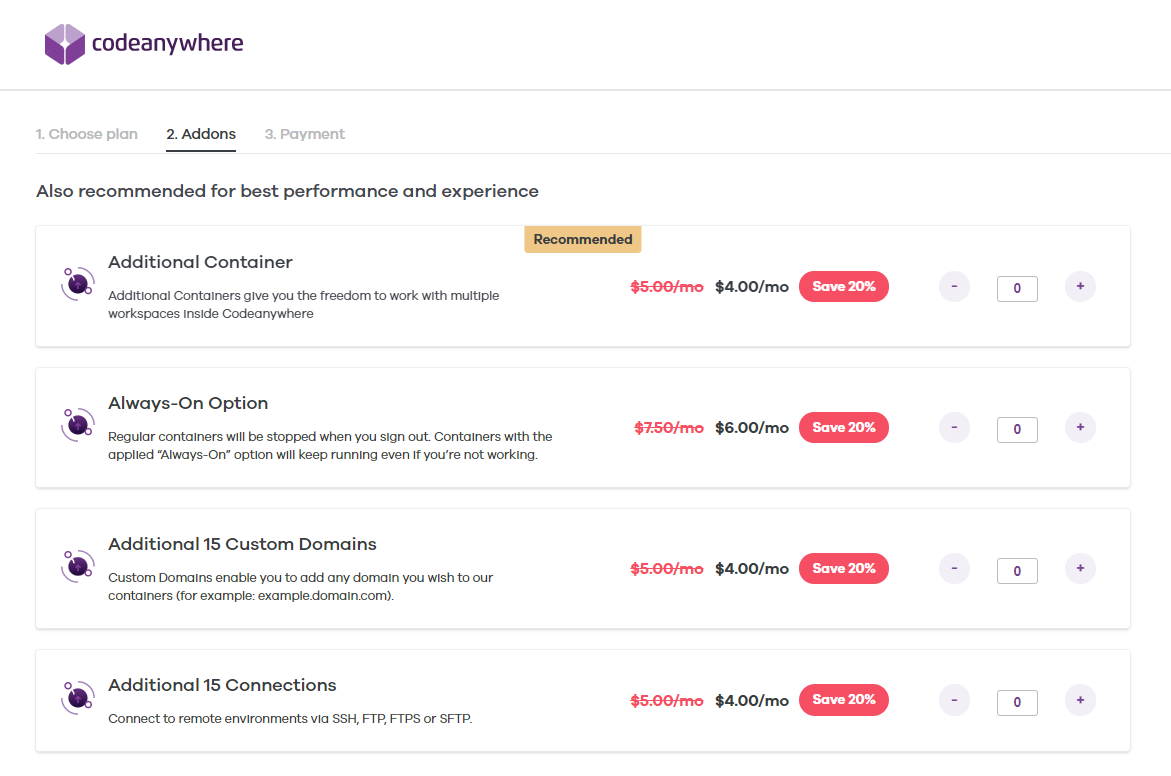 codeanywhere
1. Choose plan 2. Addons 3. Payment
Also recommended for best performance and experience
Recommended
Additional Container
Additional Containers give you the freedom to work with multiple
workspaces inside Codeanywhere
$5.00/mo $4.00/mo Save 20% - 0 +
Always-On Option
Regular containers will be stopped when you sign out. Containers with the
applied “Always-On” option will keep running even if you’re not working.
$7.50/mo $6.00/mo Save 20% - 0 +
Additional 15 Custom Domains
Custom Domains enable you to add any domain you wish to our
containers (for example: example.domain.com).
$5.00/mo $4.00/mo Save 20% - 0 +
Additional 15 Connections
Connect to remote environments via SSH, FTP, FTPS or SFTP.
$5.00/mo $4.00/mo Save 20% - 0 +